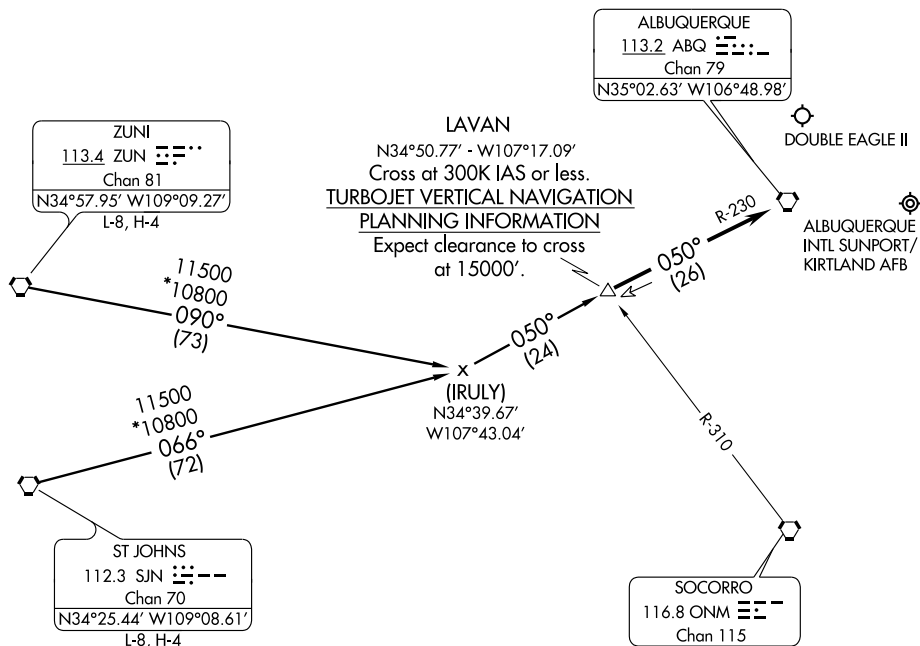 ALBUQUERQUE
113.2 ABQ
Chan 79
N35°02.63' W106°48.98'
DOUBLE EAGLE II
ZUNI
113.4 ZUN
Chan 81
N34°57.95' W109°09.27'
L-8, H-4
LAVAN
N34°50.77' - W107°17.09'
Cross at 300K IAS or less.
TURBOJET VERTICAL NAVIGATION
PLANNING INFORMATION
Expect clearance to cross
at 15000'.
R-230
050°
(26)
ALBUQUERQUE
INTL SUNPORT/
KIRTLAND AFB
11500
*10800
090°
(73)
050°
(24)
x
(IRULY)
N34°39.67'
W107°43.04'
11500
*10800
066°
(72)
R-310
ST JOHNS
112.3 SJN
Chan 70
N34°25.44' W109°08.61'
L-8, H-4
SOCORRO
116.8 ONM
Chan 115